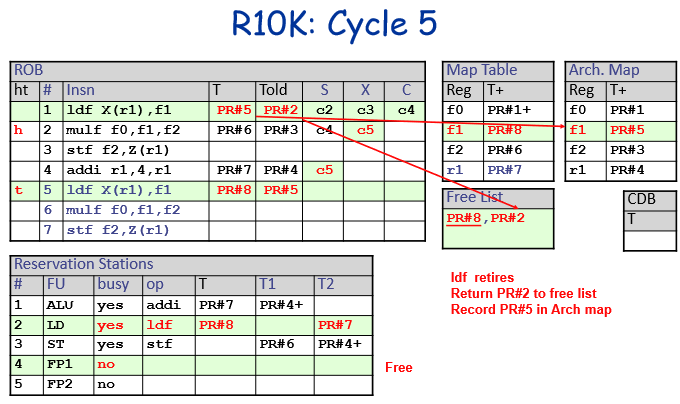 R10K: Cycle 5
ROB
ht # Insn T Told S X C
1 ldf X(r1),f1 PR#5 PR#2 c2 c3 c4
h 2 mulf f0,f1,f2 PR#6 PR#3 c4 c5
3 stf f2,Z(r1)
4 addi r1,4,r1 PR#7 PR#4 c5
t 5 ldf X(r1),f1 PR#8 PR#5
6 mulf f0,f1,f2
7 stf f2,Z(r1)
Map Table
Reg T+
f0 PR#1+
f1 PR#8
f2 PR#6
r1 PR#7
Arch. Map
Reg T+
f0 PR#1
f1 PR#5
f2 PR#3
r1 PR#4
Free List
PR#8,PR#2
CDB
T
Reservation Stations
# FU busy op T T1 T2
1 ALU yes addi PR#7 PR#4+
2 LD yes ldf PR#8 PR#7
3 ST yes stf PR#6 PR#4+
4 FP1 no
5 FP2 no
Free
ldf retires
Return PR#2 to free list
Record PR#5 in Arch map